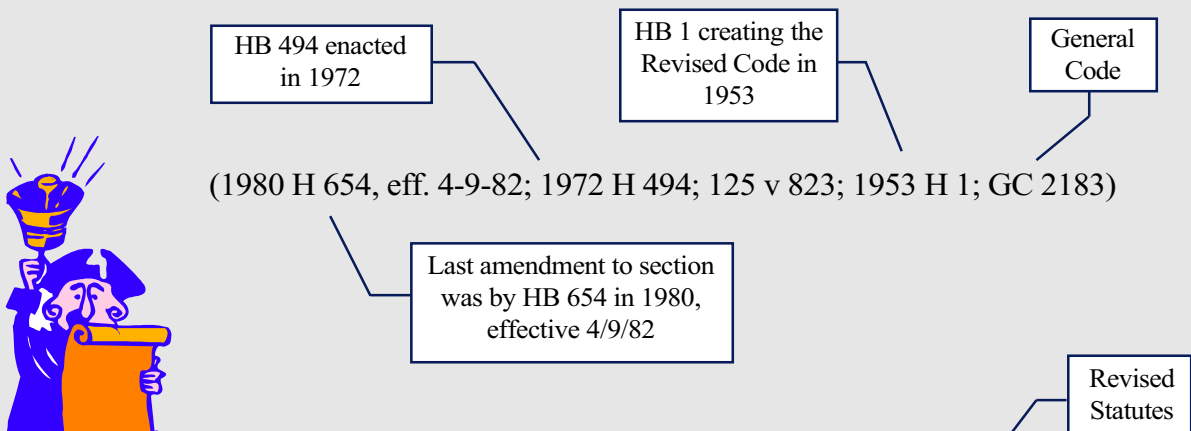 HB 494 enacted
in 1972
HB 1 creating the
Revised Code in
1953
General
Code
(1980 H 654, eff. 4-9-82; 1972 H 494; 125 v 823; 1953 H 1; GC 2183)
Last amendment to section
was by HB 654 in 1980,
effective 4/9/82
Revised
Statutes